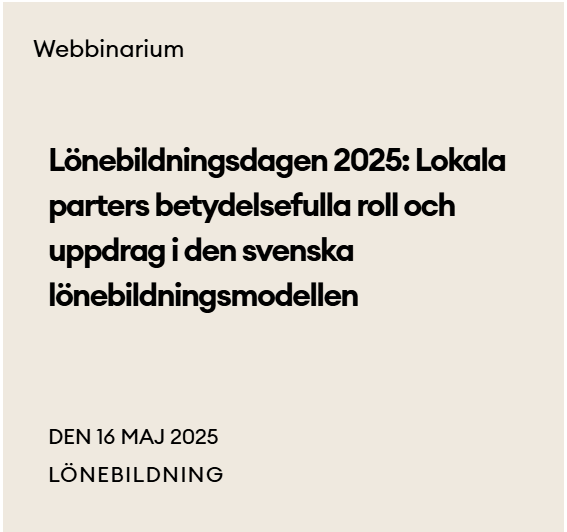 Webbinarium
Lönebildningsdagen 2025: Lokala
parters betydelsefulla roll och
uppdrag i den svenska
lönebildningsmodellen
DEN 16 MAJ 2025
LÖNEBILDNING